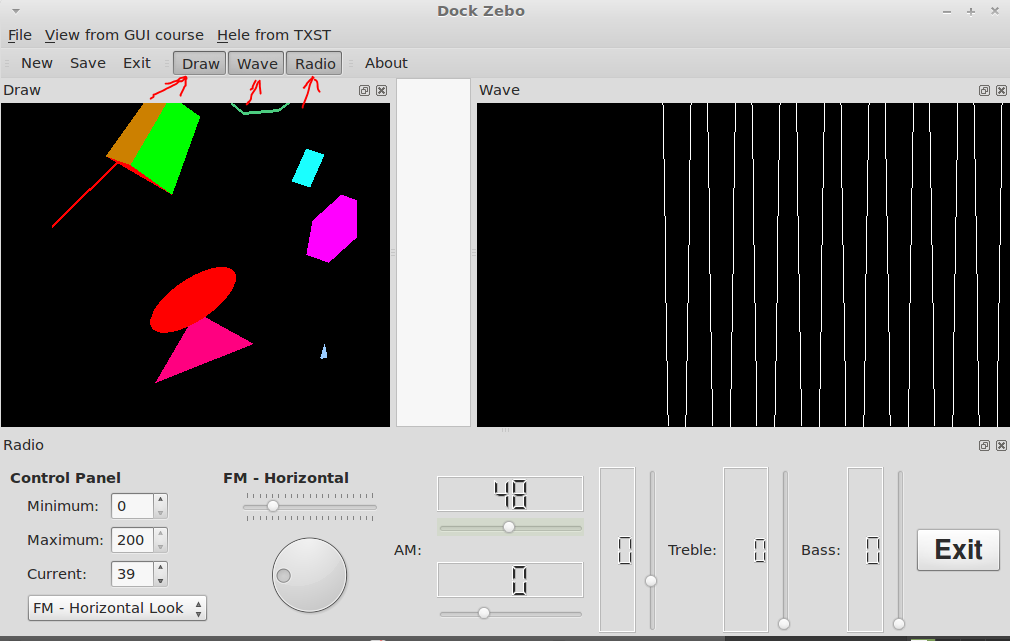 Dock Zebo
File View from GUI course Hele from TXST
New Save Exit Draw Wave Radio About
Draw
Wave
Radio
Control Panel
Minimum: 0
Maximum: 200
Current: 39
FM - Horizontal Look
FM - Horizontal
AM:
48
0
0
Treble: 0
Bass: 0
Exit